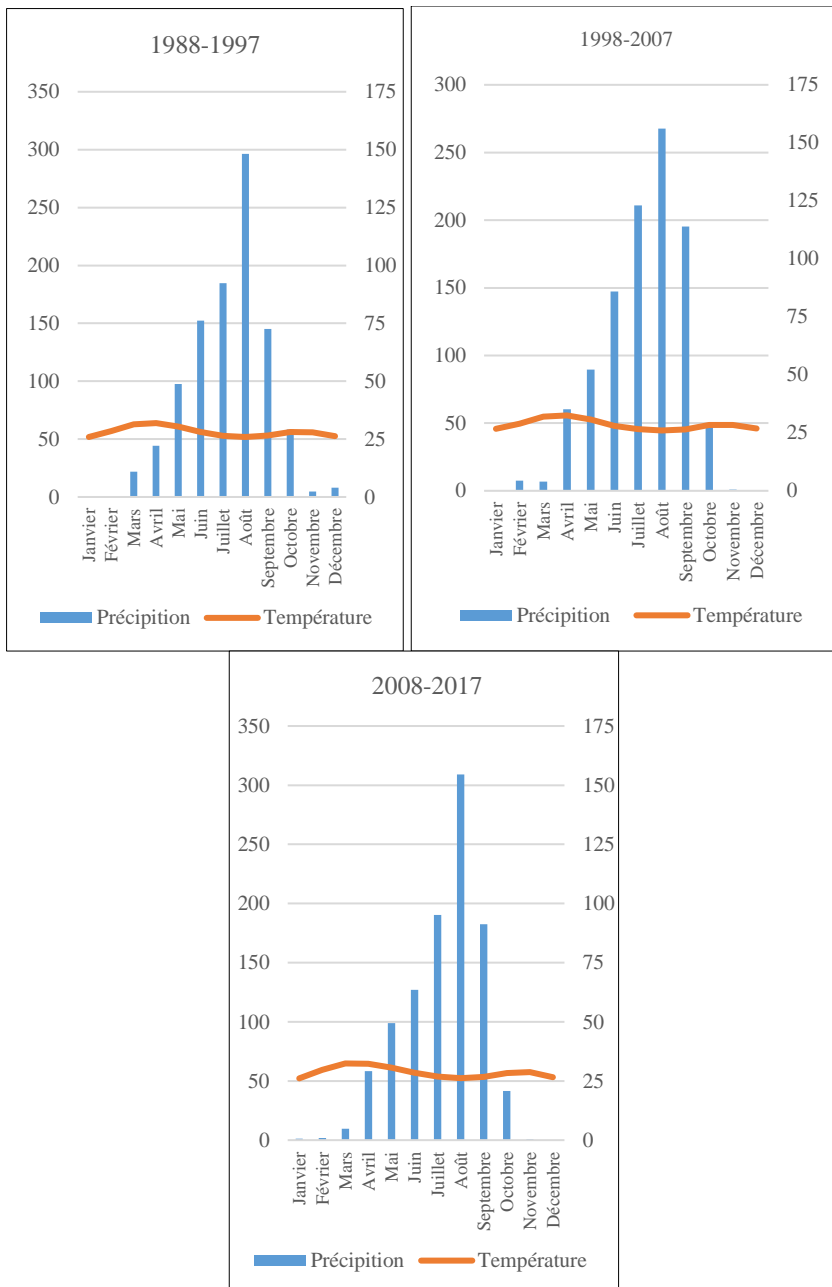 1988-1997
350
300
250
200
150
100
50
0
175
150
125
100
75
50
25
0
Janvier
Février
Mars
Avril
Mai
Juin
Juillet
Août
Septembre
Octobre
Novembre
Décembre
Précipition Température
1998-2007
300
250
200
150
100
50
0
175
150
125
100
75
50
25
0
Janvier
Février
Mars
Avril
Mai
Juin
Juillet
Août
Septembre
Octobre
Novembre
Décembre
Précipition Température
2008-2017
350
300
250
200
150
100
50
0
175
150
125
100
75
50
25
0
Janvier
Février
Mars
Avril
Mai
Juin
Juillet
Août
Septembre
Octobre
Novembre
Décembre
Précipition Température